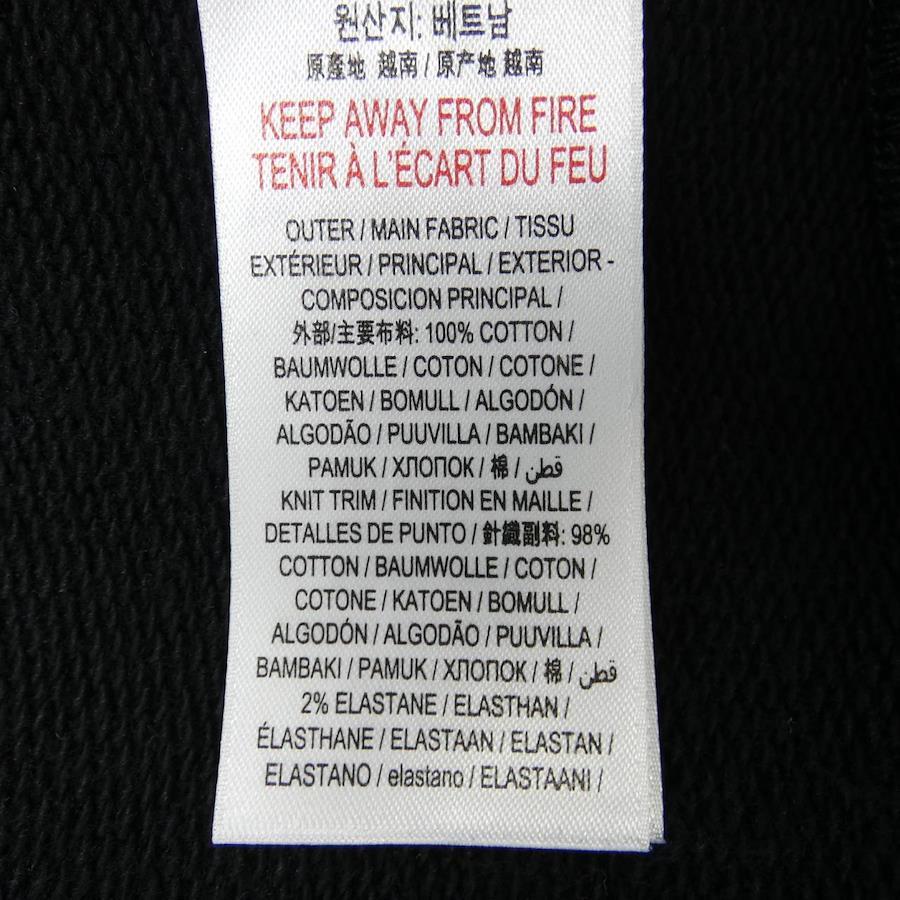 원산지: 베트남
原產地 越南 / 原产地 越南
KEEP AWAY FROM FIRE
TENIR À L'ÉCART DU FEU
OUTER / MAIN FABRIC / TISSU
EXTÉRIEUR / PRINCIPAL / EXTERIOR -
COMPOSICION PRINCIPAL /
外部/主要布料: 100% COTTON /
BAUMWOLLE / COTON / COTONE /
KATOEN / BOMULL / ALGODÓN /
ALGODÃO / PUUVILLA / BAMBAKI /
PAMUK / ХЛОПОК / 棉 / قطن
KNIT TRIM / FINITION EN MAILLE /
DETALLES DE PUNTO / 針織副料: 98%
COTTON / BAUMWOLLE / COTON /
COTONE / KATOEN / BOMULL /
ALGODÓN / ALGODÃO / PUUVILLA /
BAMBAKI / PAMUK / ХЛОПОК / 棉 / قطن
2% ELASTANE / ELASTHAN /
ÉLASTHANE / ELASTAAN / ELASTAN /
ELASTANO / elastano / ELASTAANI /